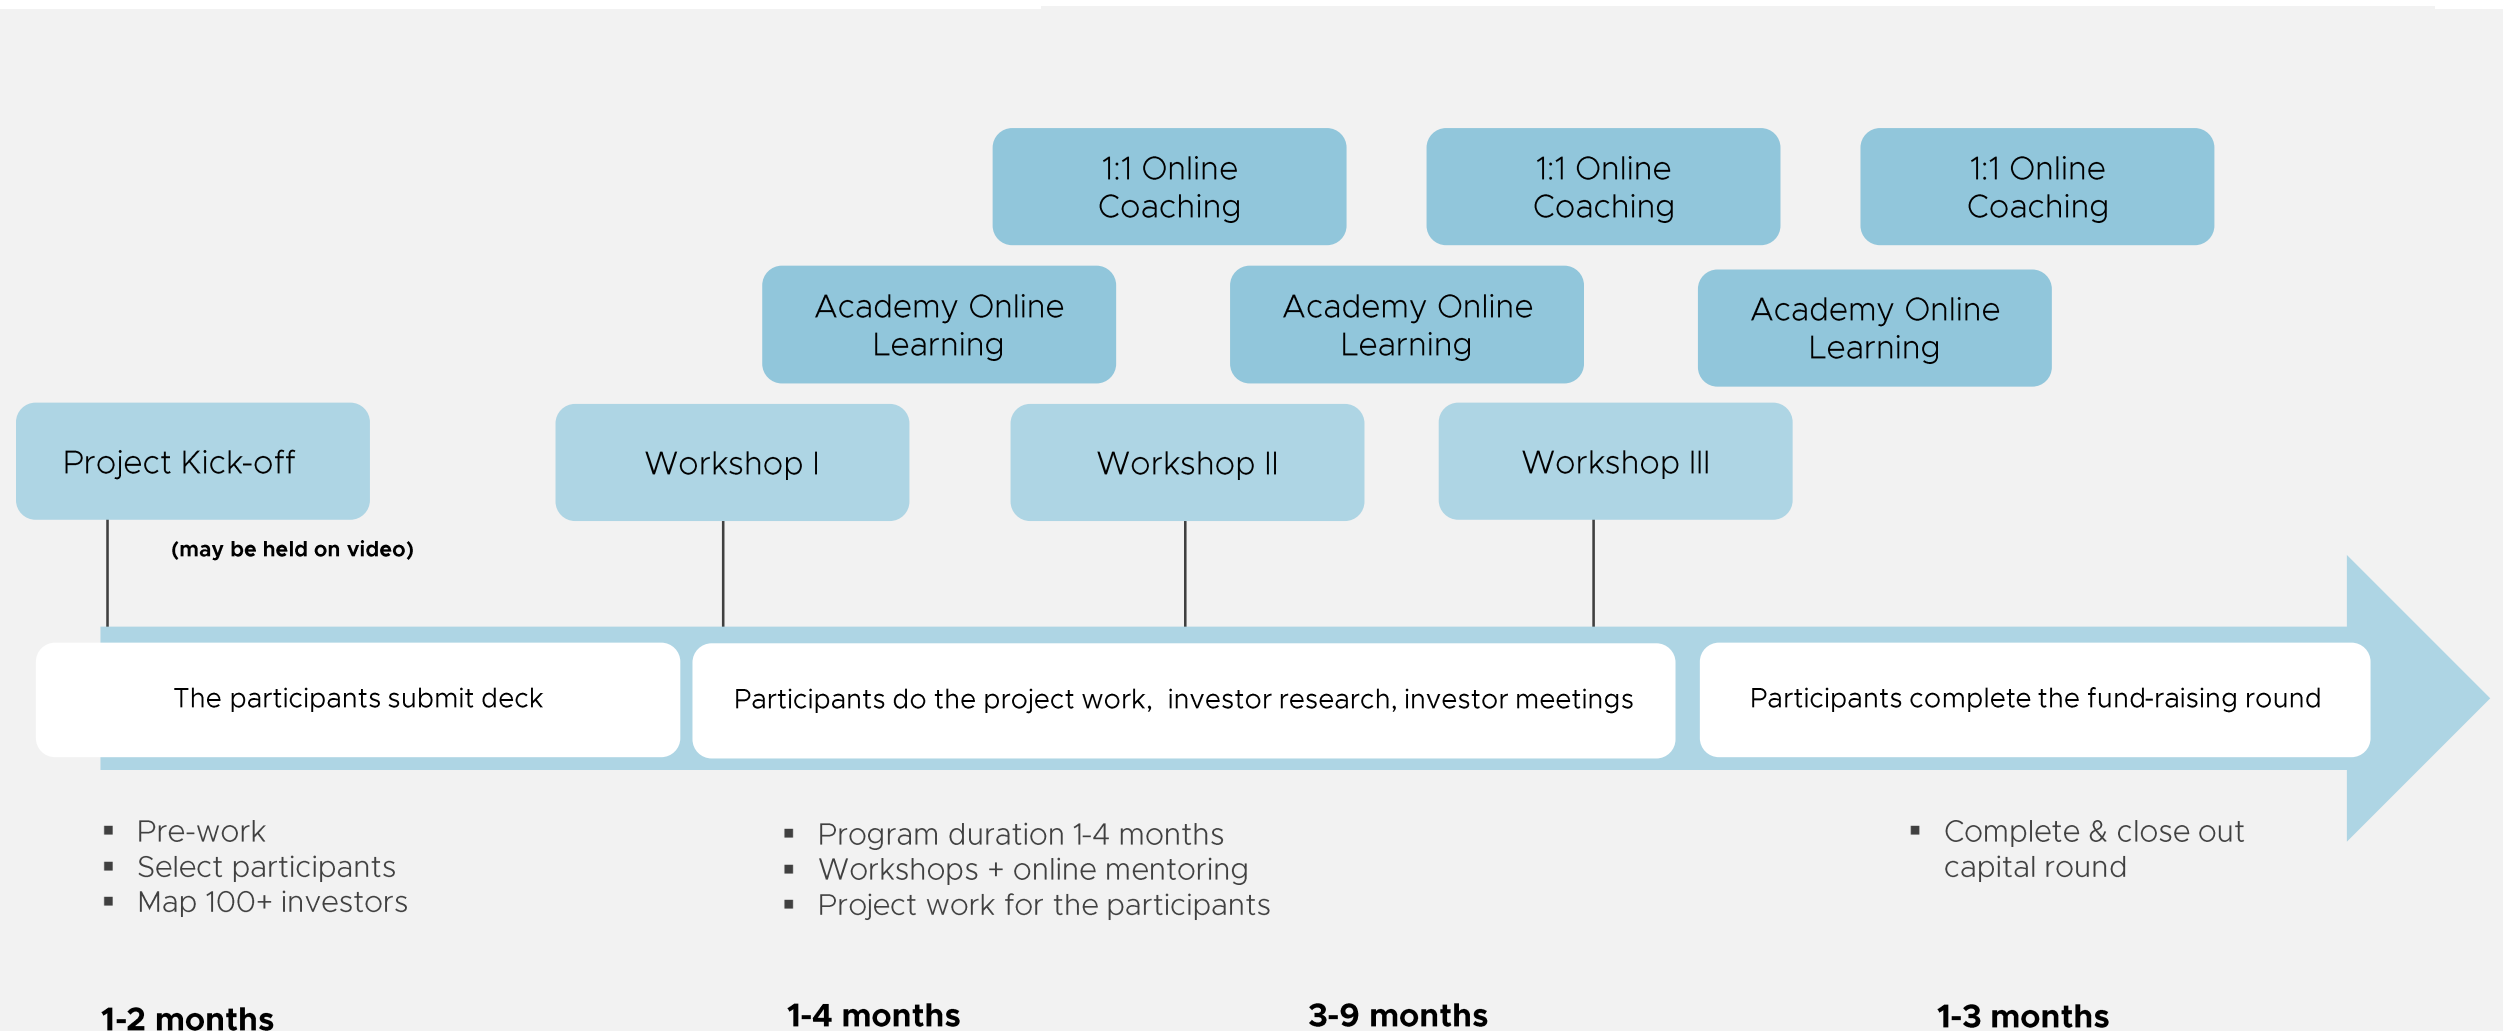 1:1 Online
Coaching
1:1 Online
Coaching
1:1 Online
Coaching
Academy Online
Learning
Academy Online
Learning
Academy Online
Learning
Project Kick-off
Workshop I
Workshop II
Workshop III
(may be held on video)
The participants submit deck
Participants do the project work, investor research, investor meetings
Participants complete the fund-raising round
▪ Pre-work
▪ Select participants
▪ Map 100+ investors
▪ Program duration 1-4 months
▪ Workshops + online mentoring
▪ Project work for the participants
▪ Complete & close out
capital round
1-2 months
1-4 months
3-9 months
1-3 months